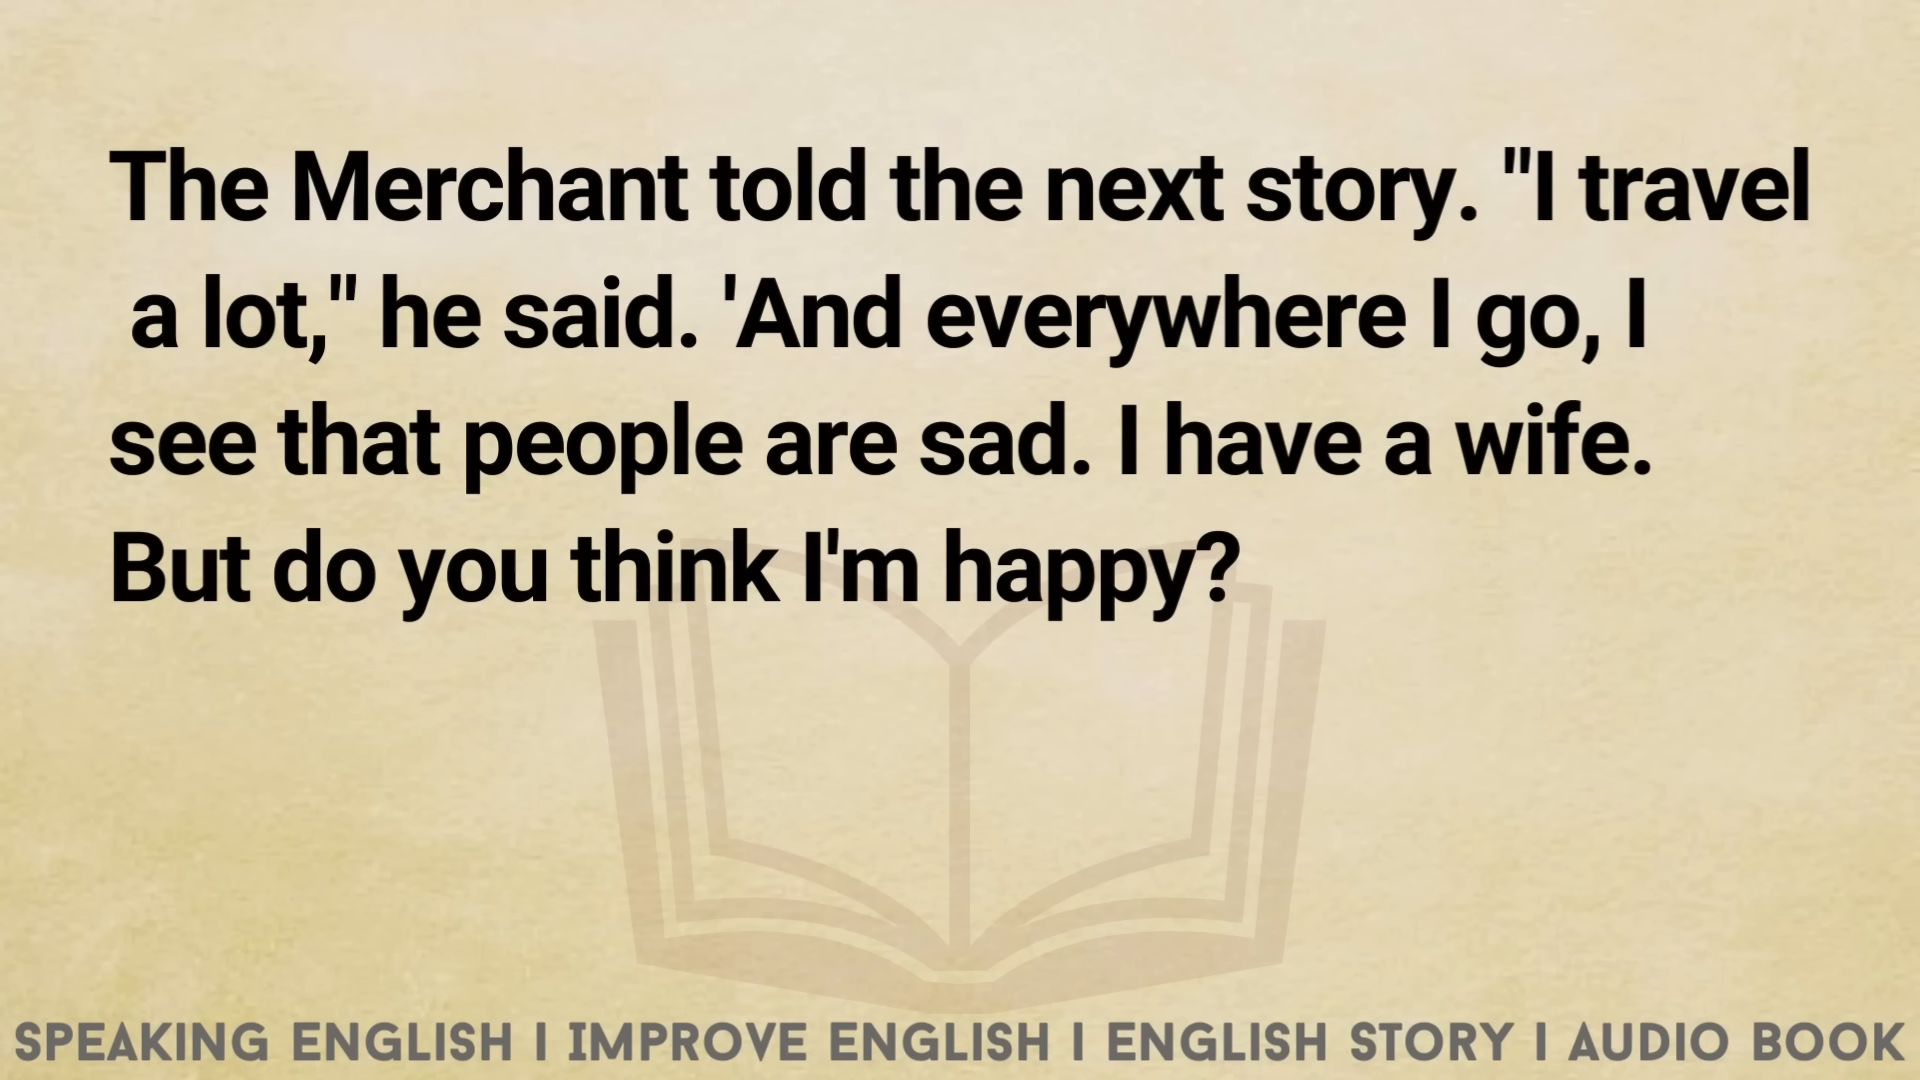 The Merchant told the next story. "I travel
a lot," he said. 'And everywhere I go, I
see that people are sad. I have a wife.
But do you think I'm happy?
SPEAKING ENGLISH I IMPROVE ENGLISH I ENGLISH STORY I AUDIO BOOK